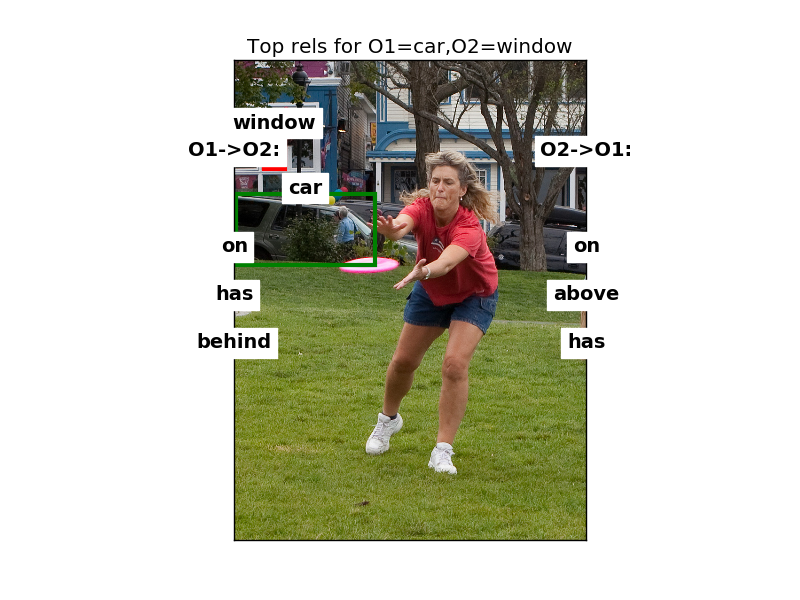 Top rels for O1=car,O2=window
window
O1->O2:
O2->O1:
car
on
on
has
above
behind
has